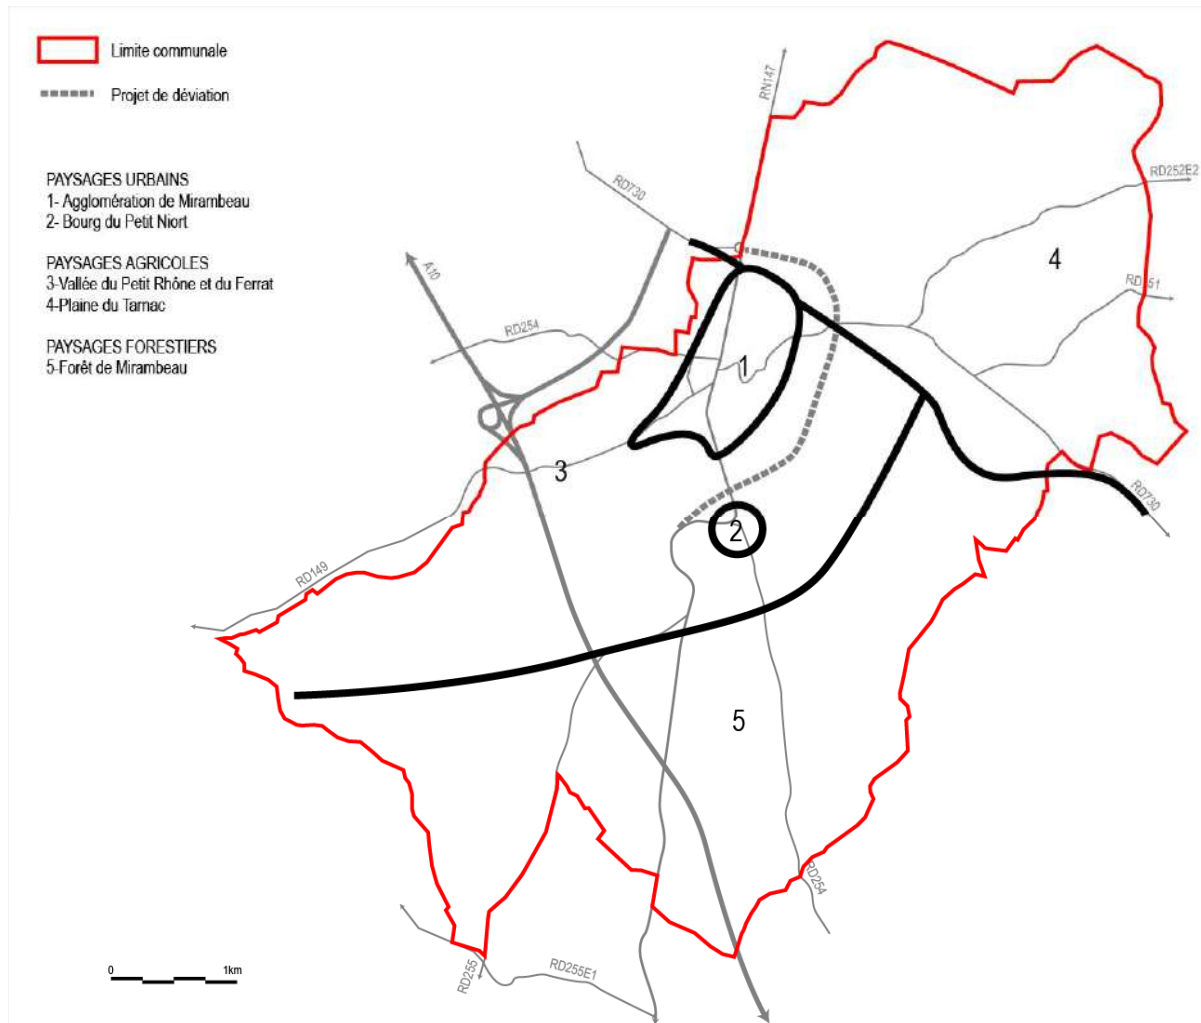 Limite communale
Projet de déviation
PAYSAGES URBAINS
1- Agglomération de Mirambeau
2- Bourg du Petit Niort
PAYSAGES AGRICOLES
3-Vallée du Petit Rhône et du Ferrat
4-Plaine du Tarnac
PAYSAGES FORESTIERS
5-Forêt de Mirambeau
RN147
RD730
RD252E2
A10
4
RD254
1
3
RD730
2
RD149
5
RD254
RD255
RD255E1
0 1km